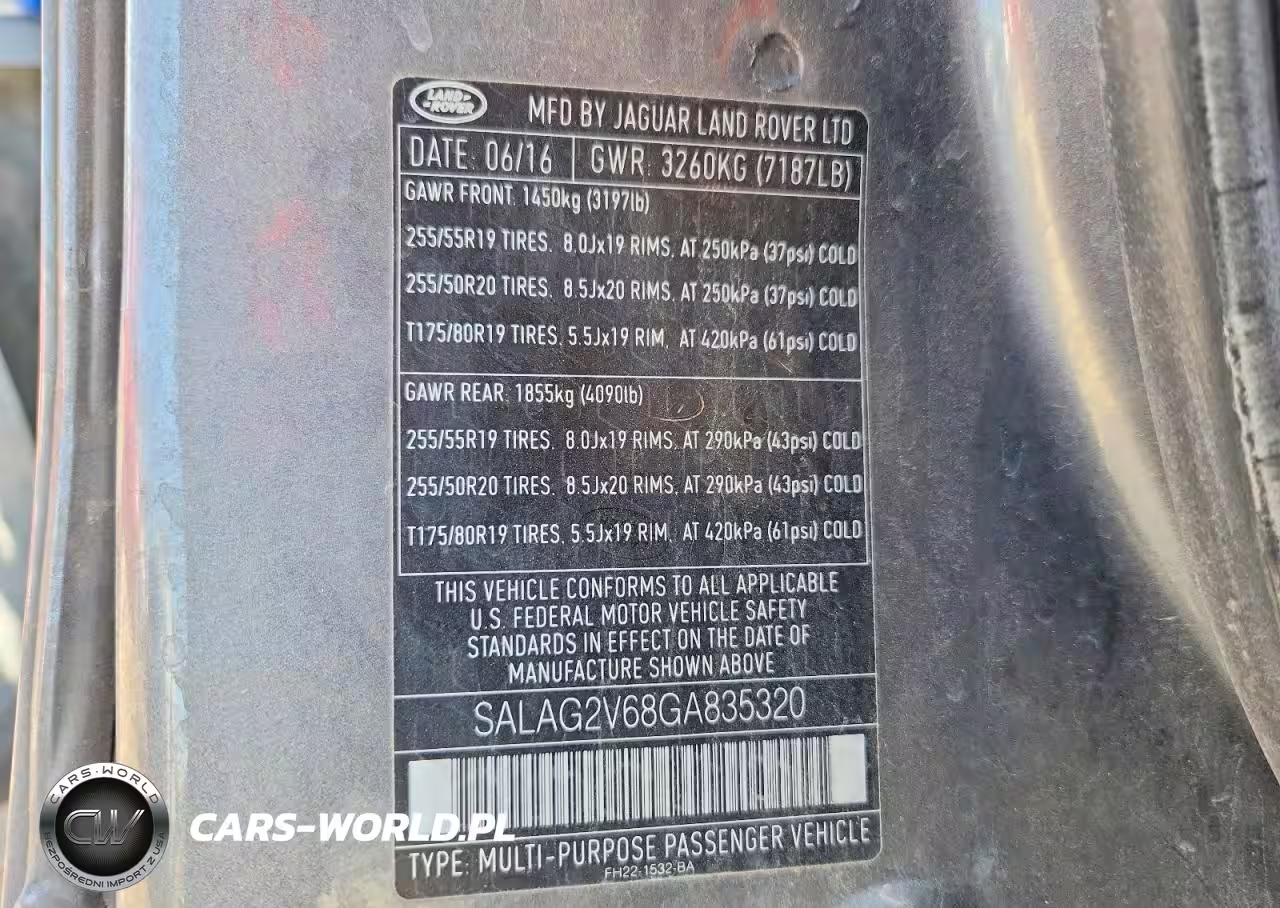 LAND-
-ROVER
MFD BY JAGUAR LAND ROVER LTD
DATE: 06/16 GWR: 3260KG (7187LB)
GAWR FRONT: 1450kg (3197lb)
255/55R19 TIRES, 8.0Jx19 RIMS, AT 250kPa (37psi) COLD
255/50R20 TIRES, 8.5Jx20 RIMS, AT 250kPa (37psi) COLD
T175/80R19 TIRES, 5.5Jx19 RIM, AT 420kPa (61psi) COLD
GAWR REAR: 1855kg (4090lb)
255/55R19 TIRES, 8.0Jx19 RIMS, AT 290kPa (43psi) COLD
255/50R20 TIRES, 8.5Jx20 RIMS, AT 290kPa (43psi) COLD
T175/80R19 TIRES, 5.5Jx19 RIM, AT 420kPa (61psi) COLD
THIS VEHICLE CONFORMS TO ALL APPLICABLE
U.S. FEDERAL MOTOR VEHICLE SAFETY
STANDARDS IN EFFECT ON THE DATE OF
MANUFACTURE SHOWN ABOVE
SALAG2V68GA835320
TYPE: MULTI-PURPOSE PASSENGER VEHICLE
FH22-1532-BA
CARS-WORLD
CW
BEZPOŚREDNI IMPORT Z USA
CARS-WORLD.PL